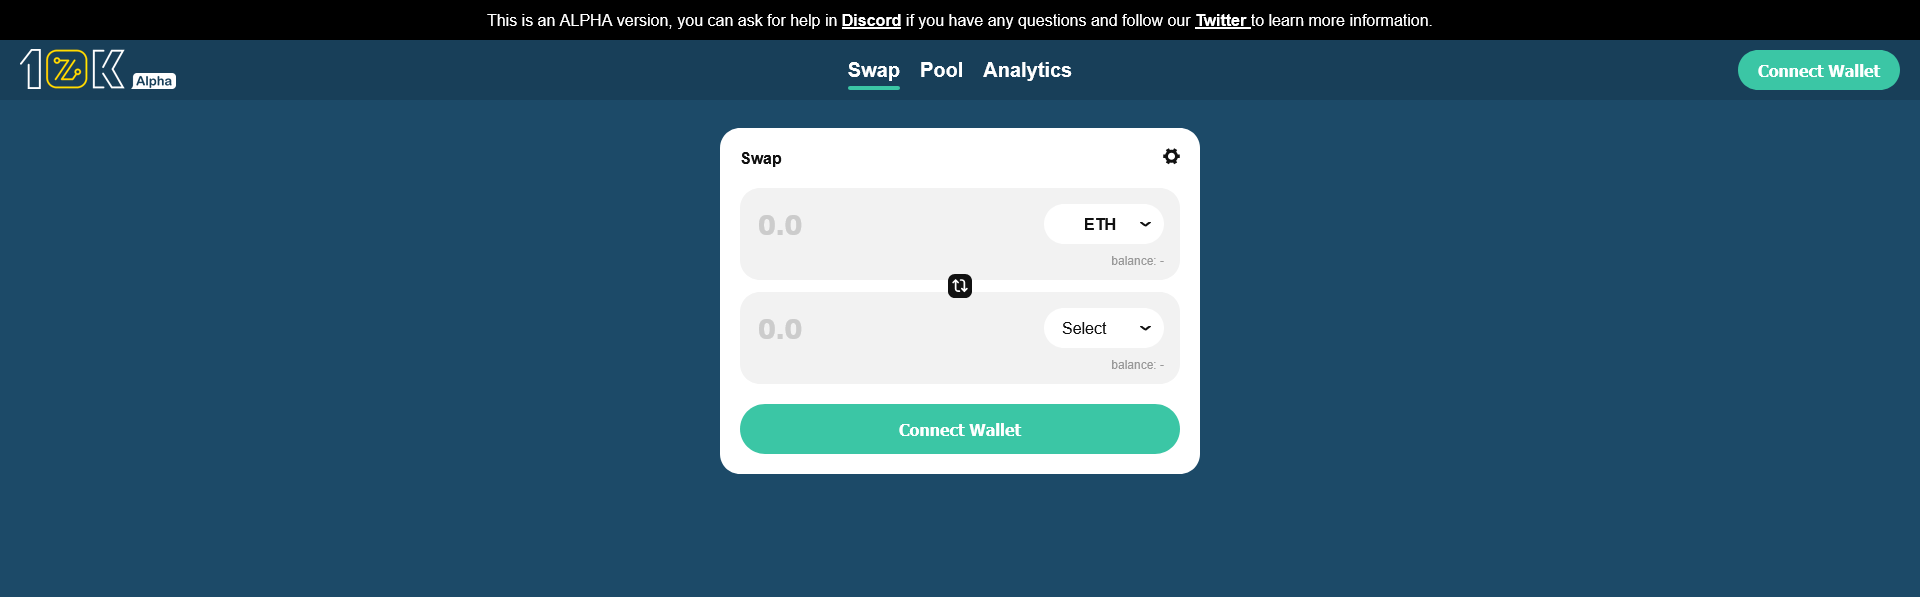 This is an ALPHA version, you can ask for help in Discord if you have any questions and follow our Twitter to learn more information.
10K Alpha
Swap Pool Analytics
Connect Wallet
Swap
0.0 ETH
balance: -
0.0 Select
balance: -
Connect Wallet